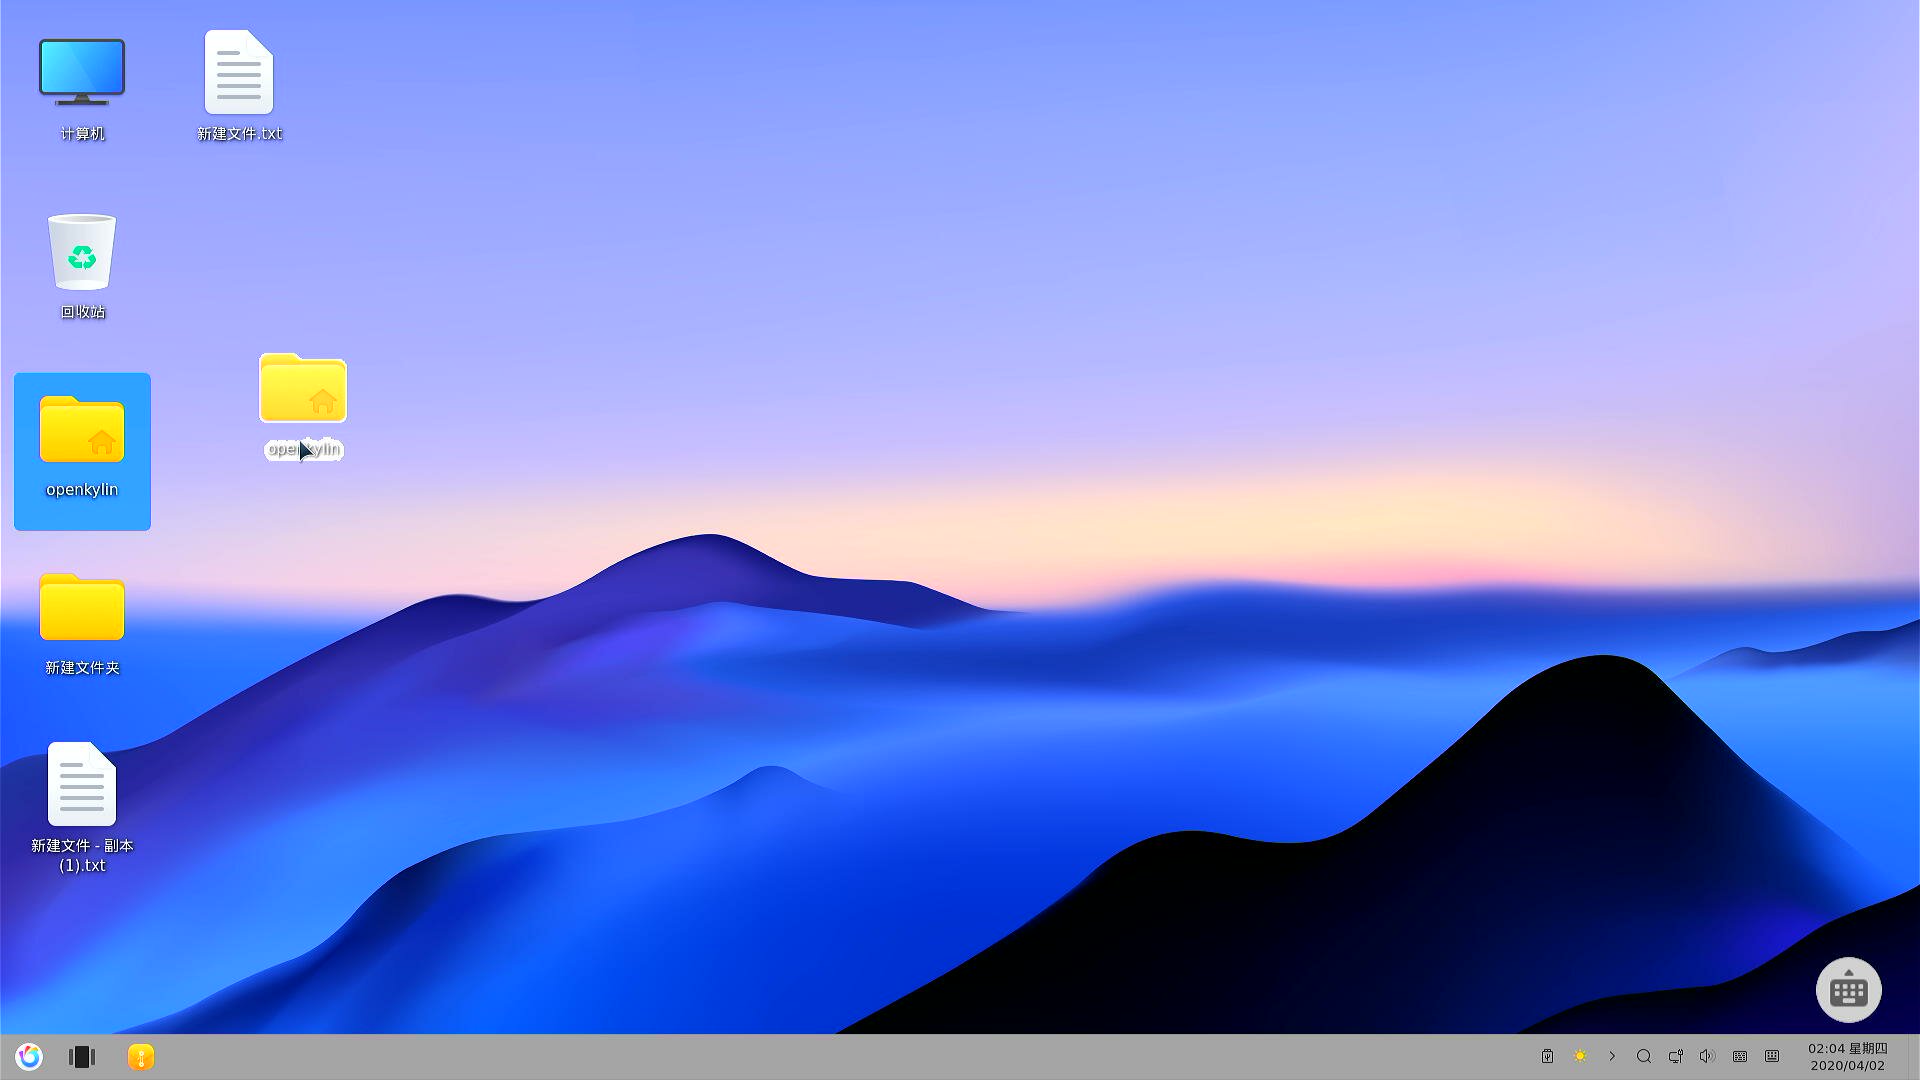 计算机
新建文件.txt
回收站
openkylin
openkylin
新建文件夹
新建文件 - 副本
(1).txt
02:04 星期四
2020/04/02